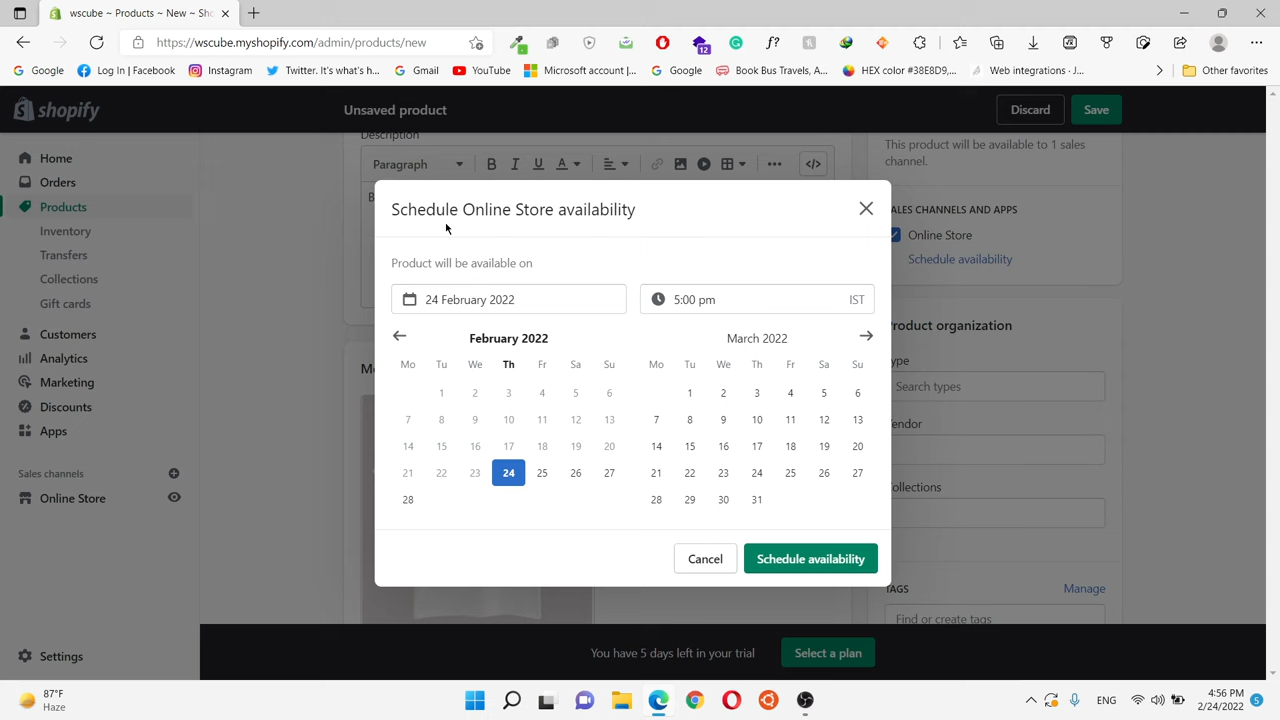 wscube ~ Products ~ New ~ Sho
https://wscube.myshopify.com/admin/products/new
12
Google
Log In | Facebook
Instagram
Twitter. It's what's h...
Gmail
YouTube
Microsoft account |...
Google
Book Bus Travels, A...
HEX color #38E8D9,...
Web integrations · J...
Other favorites
shopify
Unsaved product
Discard
Save
Home
Orders
Products
Inventory
Transfers
Collections
Gift cards
Customers
Analytics
Marketing
Discounts
Apps
Sales channels
Online Store
Settings
Description
Paragraph
A
B
This product will be available to 1 sales
channel.
SALES CHANNELS AND APPS
Online Store
Schedule availability
Product organization
Type
Search types
Vendor
Collections
TAGS
Manage
Find or create tags
Schedule Online Store availability
Product will be available on
24 February 2022
5:00 pm
IST
February 2022
Mo Tu We Th Fr Sa Su
1 2 3 4 5 6
7 8 9 10 11 12 13
14 15 16 17 18 19 20
21 22 23 24 25 26 27
28
March 2022
Mo Tu We Th Fr Sa Su
1 2 3 4 5 6
7 8 9 10 11 12 13
14 15 16 17 18 19 20
21 22 23 24 25 26 27
28 29 30 31
Cancel
Schedule availability
You have 5 days left in your trial
Select a plan
87°F
Haze
ENG
4:56 PM
2/24/2022
5